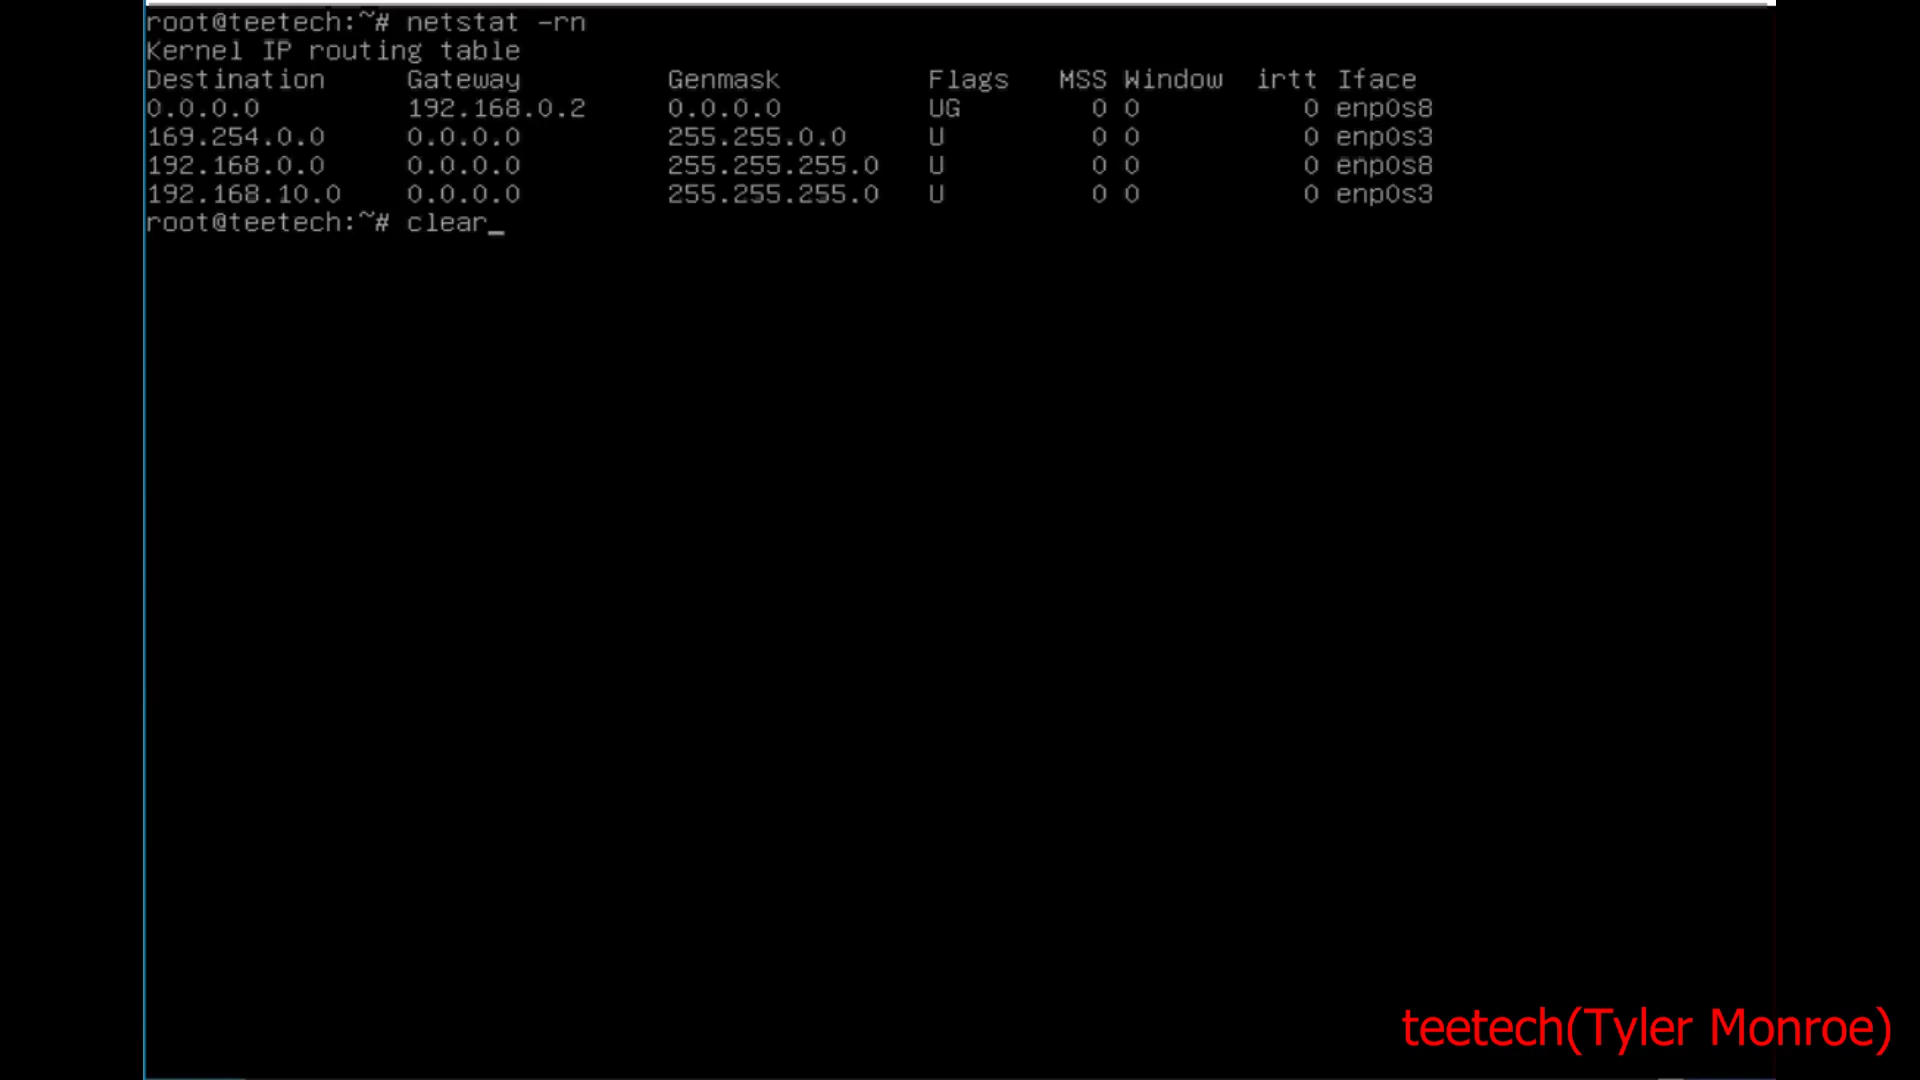 root@teetech:~# netstat -rn
Kernel IP routing table
Destination     Gateway         Genmask         Flags   MSS Window  irtt Iface
0.0.0.0         192.168.0.2     0.0.0.0         UG        0 0          0 enp0s8
169.254.0.0     0.0.0.0         255.255.0.0     U         0 0          0 enp0s3
192.168.0.0     0.0.0.0         255.255.255.0   U         0 0          0 enp0s8
192.168.10.0    0.0.0.0         255.255.255.0   U         0 0          0 enp0s3
root@teetech:~# clear_
teetech(Tyler Monroe)